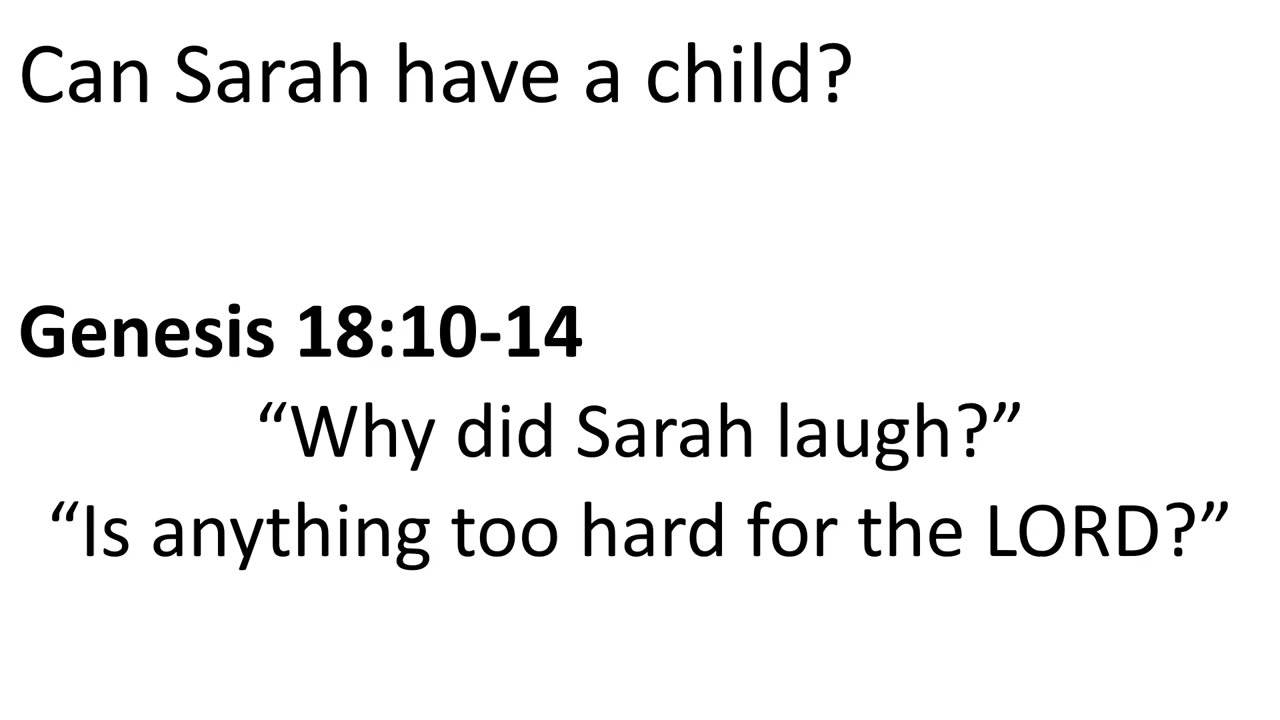 Can Sarah have a child?
Genesis 18:10-14
“Why did Sarah laugh?”
“Is anything too hard for the LORD?”